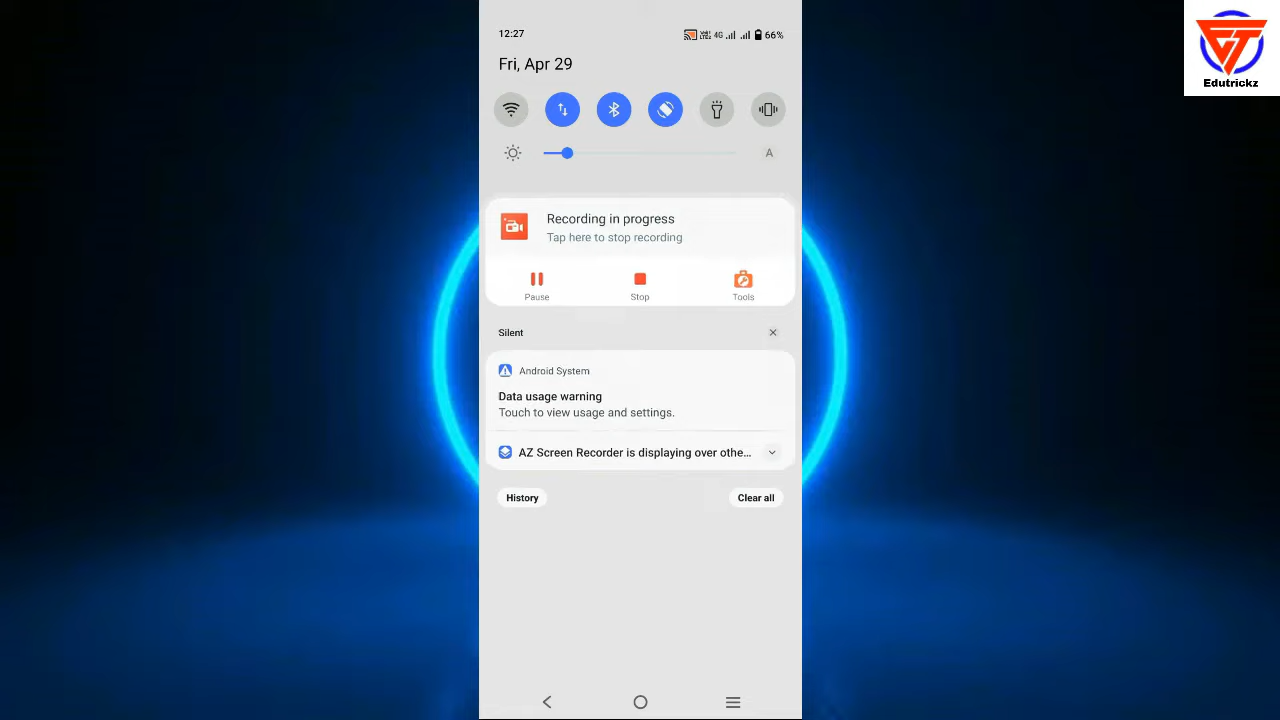 12:27
4G
66%
Edutrickz
Fri, Apr 29
A
Recording in progress
Tap here to stop recording
Pause
Stop
Tools
Silent
Android System
Data usage warning
Touch to view usage and settings.
AZ Screen Recorder is displaying over othe...
History
Clear all